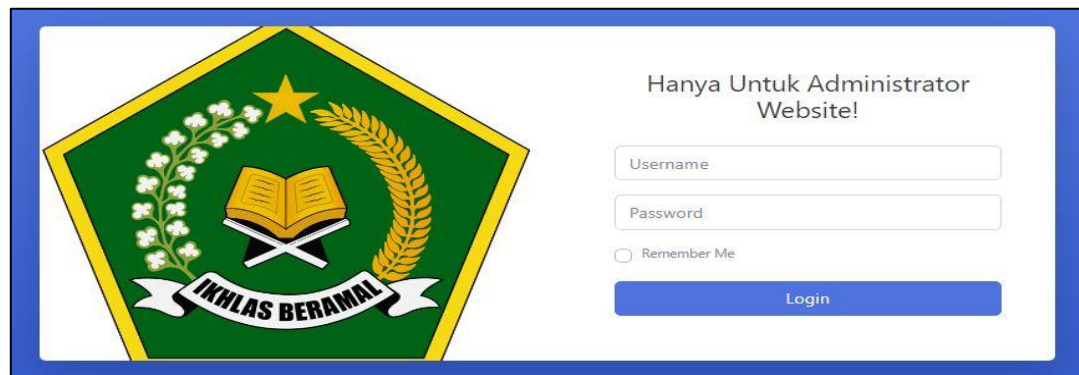 IKHLAS BERAMAL
Hanya Untuk Administrator
Website!
Username
Password
Remember Me
Login